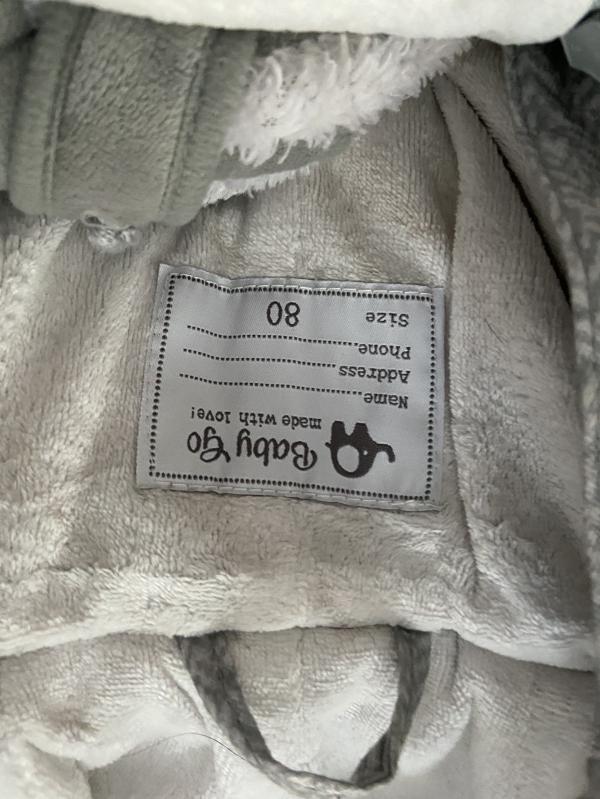 Baby Go
made with love!
Name
Address
Phone
Size 80